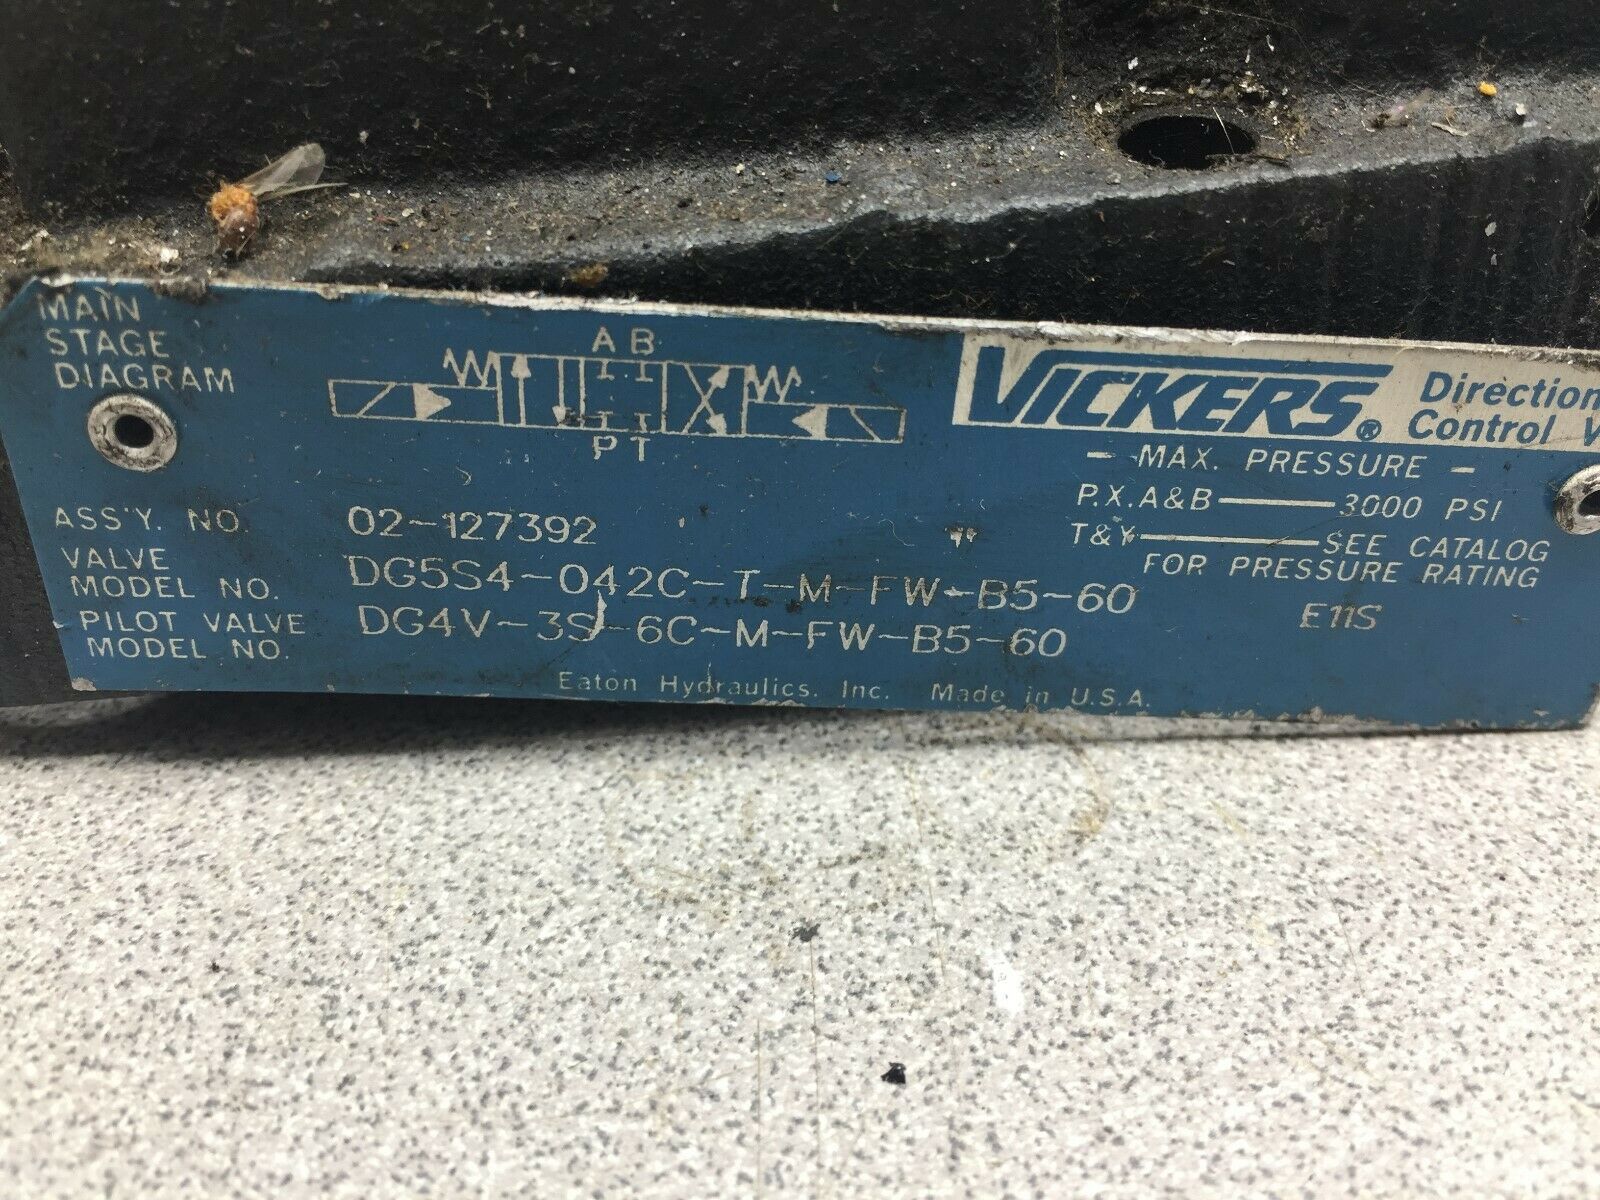 MAIN
STAGE
DIAGRAM
A B
P T
VICKERS®
Direction
Control V
- MAX. PRESSURE -
P.X.A&B 3000 PSI
T&Y SEE CATALOG
FOR PRESSURE RATING
ASS'Y. NO. 02-127392
VALVE
MODEL NO. DG5S4-042C-T-M-FW-B5-60
PILOT VALVE
MODEL NO. DG4V-3S-6C-M-FW-B5-60
E11S
Eaton Hydraulics. Inc. Made in U.S.A.